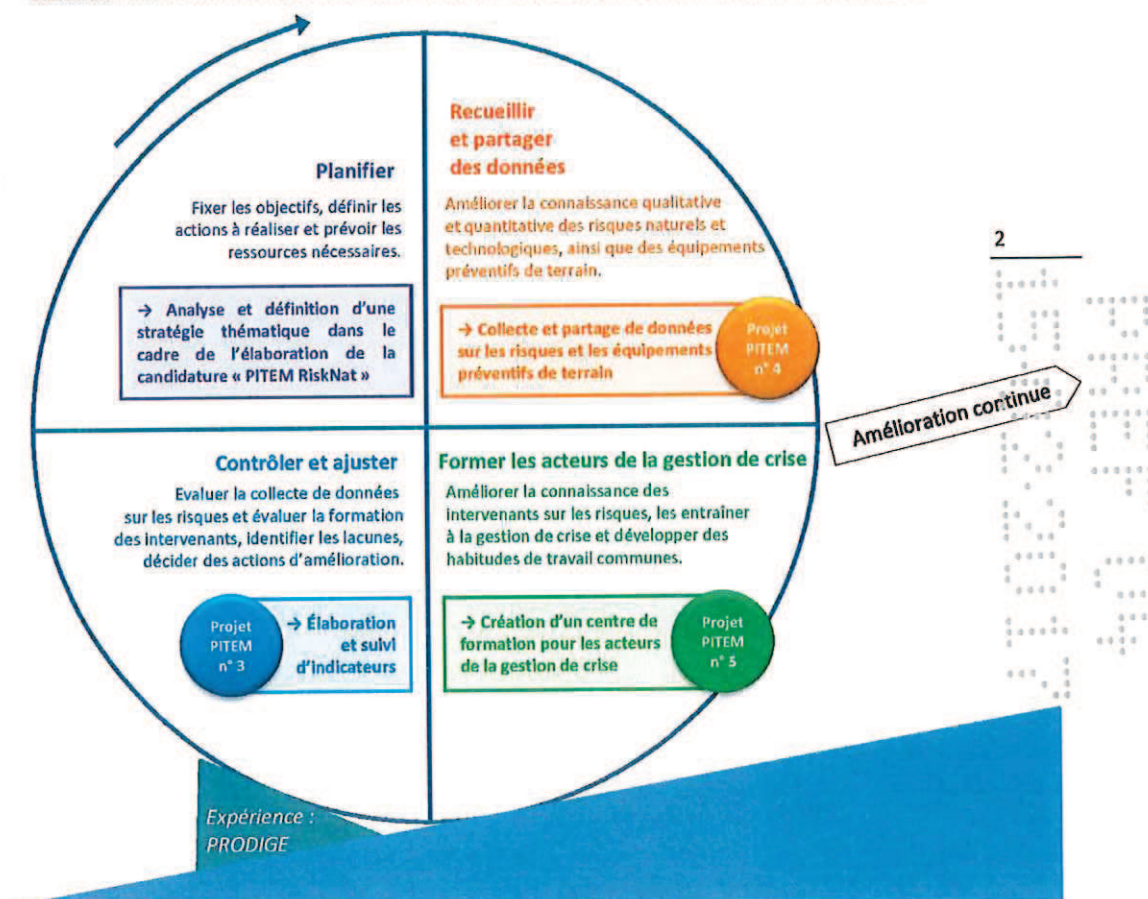 Planifier
Fixer les objectifs, définir les
actions à réaliser et prévoir les
ressources nécessaires.
→ Analyse et définition d'une
stratégie thématique dans le
cadre de l'élaboration de la
candidature « PITEM RiskNat »
Recueillir
et partager
des données
Améliorer la connaissance qualitative
et quantitative des risques naturels et
technologiques, ainsi que des équipements
préventifs de terrain.
→ Collecte et partage de données
sur les risques et les équipements
préventifs de terrain
Projet
PITEM
n° 4
2
Amélioration continue
Contrôler et ajuster
Evaluer la collecte de données
sur les risques et évaluer la formation
des intervenants, identifier les lacunes,
décider des actions d'amélioration.
Projet
PITEM
n° 3
→ Élaboration
et suivi
d'indicateurs
Former les acteurs de la gestion de crise
Améliorer la connaissance des
intervenants sur les risques, les entraîner
à la gestion de crise et développer des
habitudes de travail communes.
→ Création d'un centre de
formation pour les acteurs
de la gestion de crise
Projet
PITEM
n° 5
Expérience :
PRODIGE